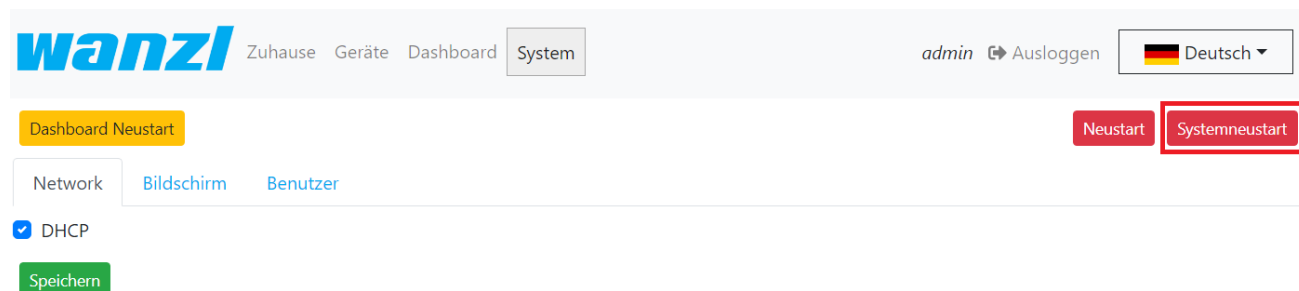 wanzl Zuhause Geräte Dashboard System admin Ausloggen Deutsch
Dashboard Neustart Neustart Systemneustart
Network Bildschirm Benutzer
DHCP
Speichern